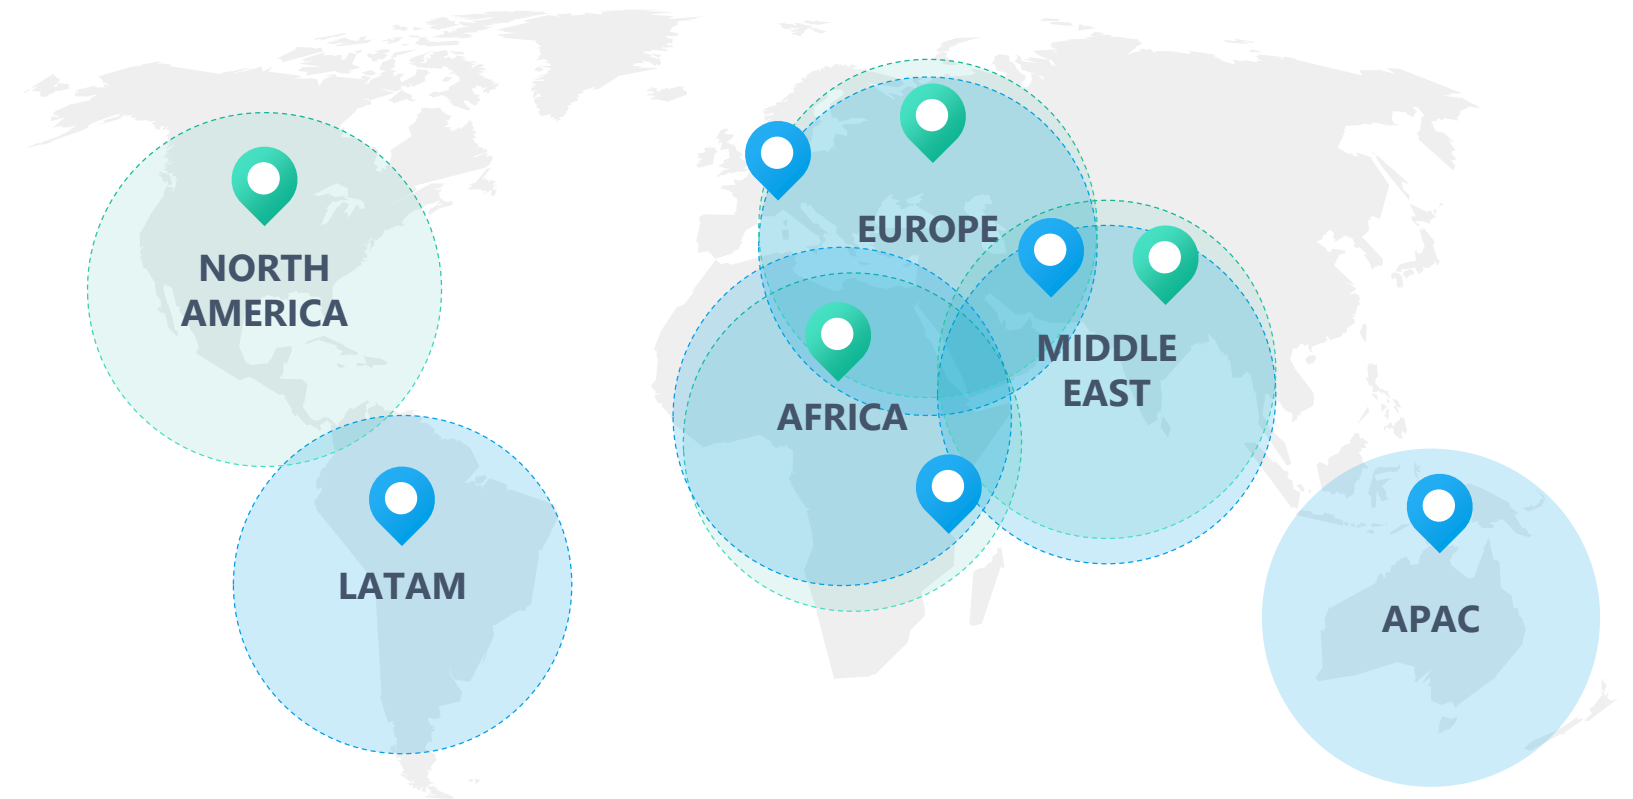 NORTH
AMERICA
EUROPE
MIDDLE
EAST
AFRICA
LATAM
APAC